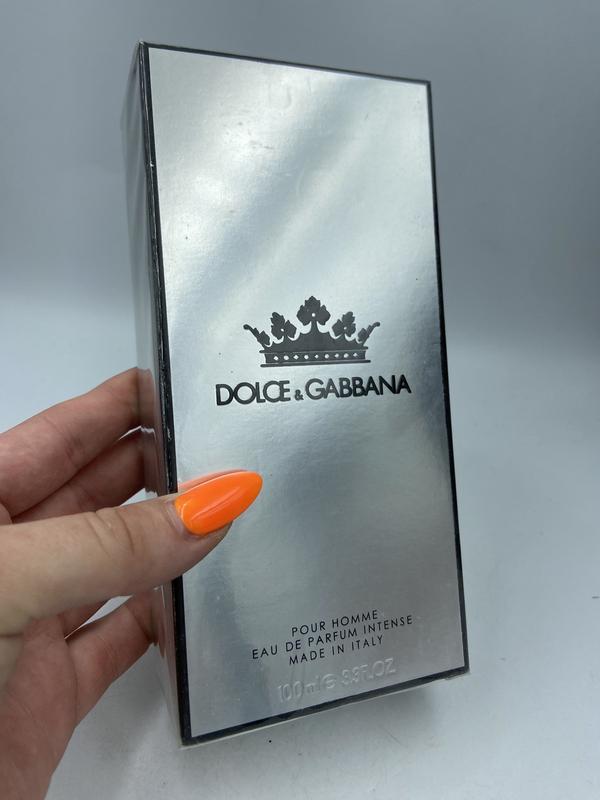 DOLCE & GABBANA
POUR HOMME
EAU DE PARFUM INTENSE
MADE IN ITALY
100ml℮ 3.3FL.OZ